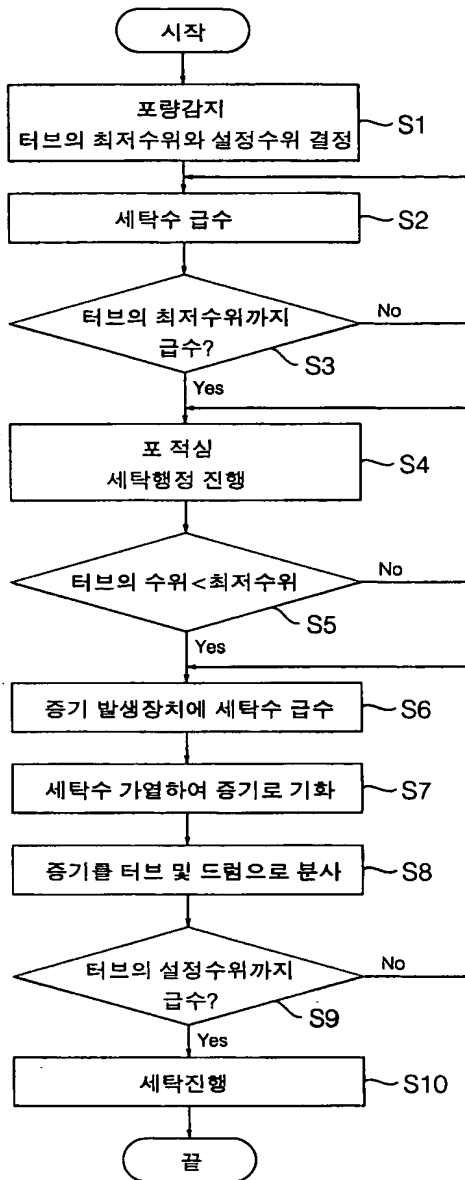 시작
포량감지
터브의 최저수위와 설정수위 결정
S1
세탁수 급수
S2
터브의 최저수위까지
급수?
No
S3
Yes
포 적심
세탁행정 진행
S4
터브의 수위<최저수위
No
S5
Yes
증기 발생장치에 세탁수 급수
S6
세탁수 가열하여 증기로 기화
S7
증기를 터브 및 드럼으로 분사
S8
터브의 설정수위까지
급수?
No
S9
Yes
세탁진행
S10
끝